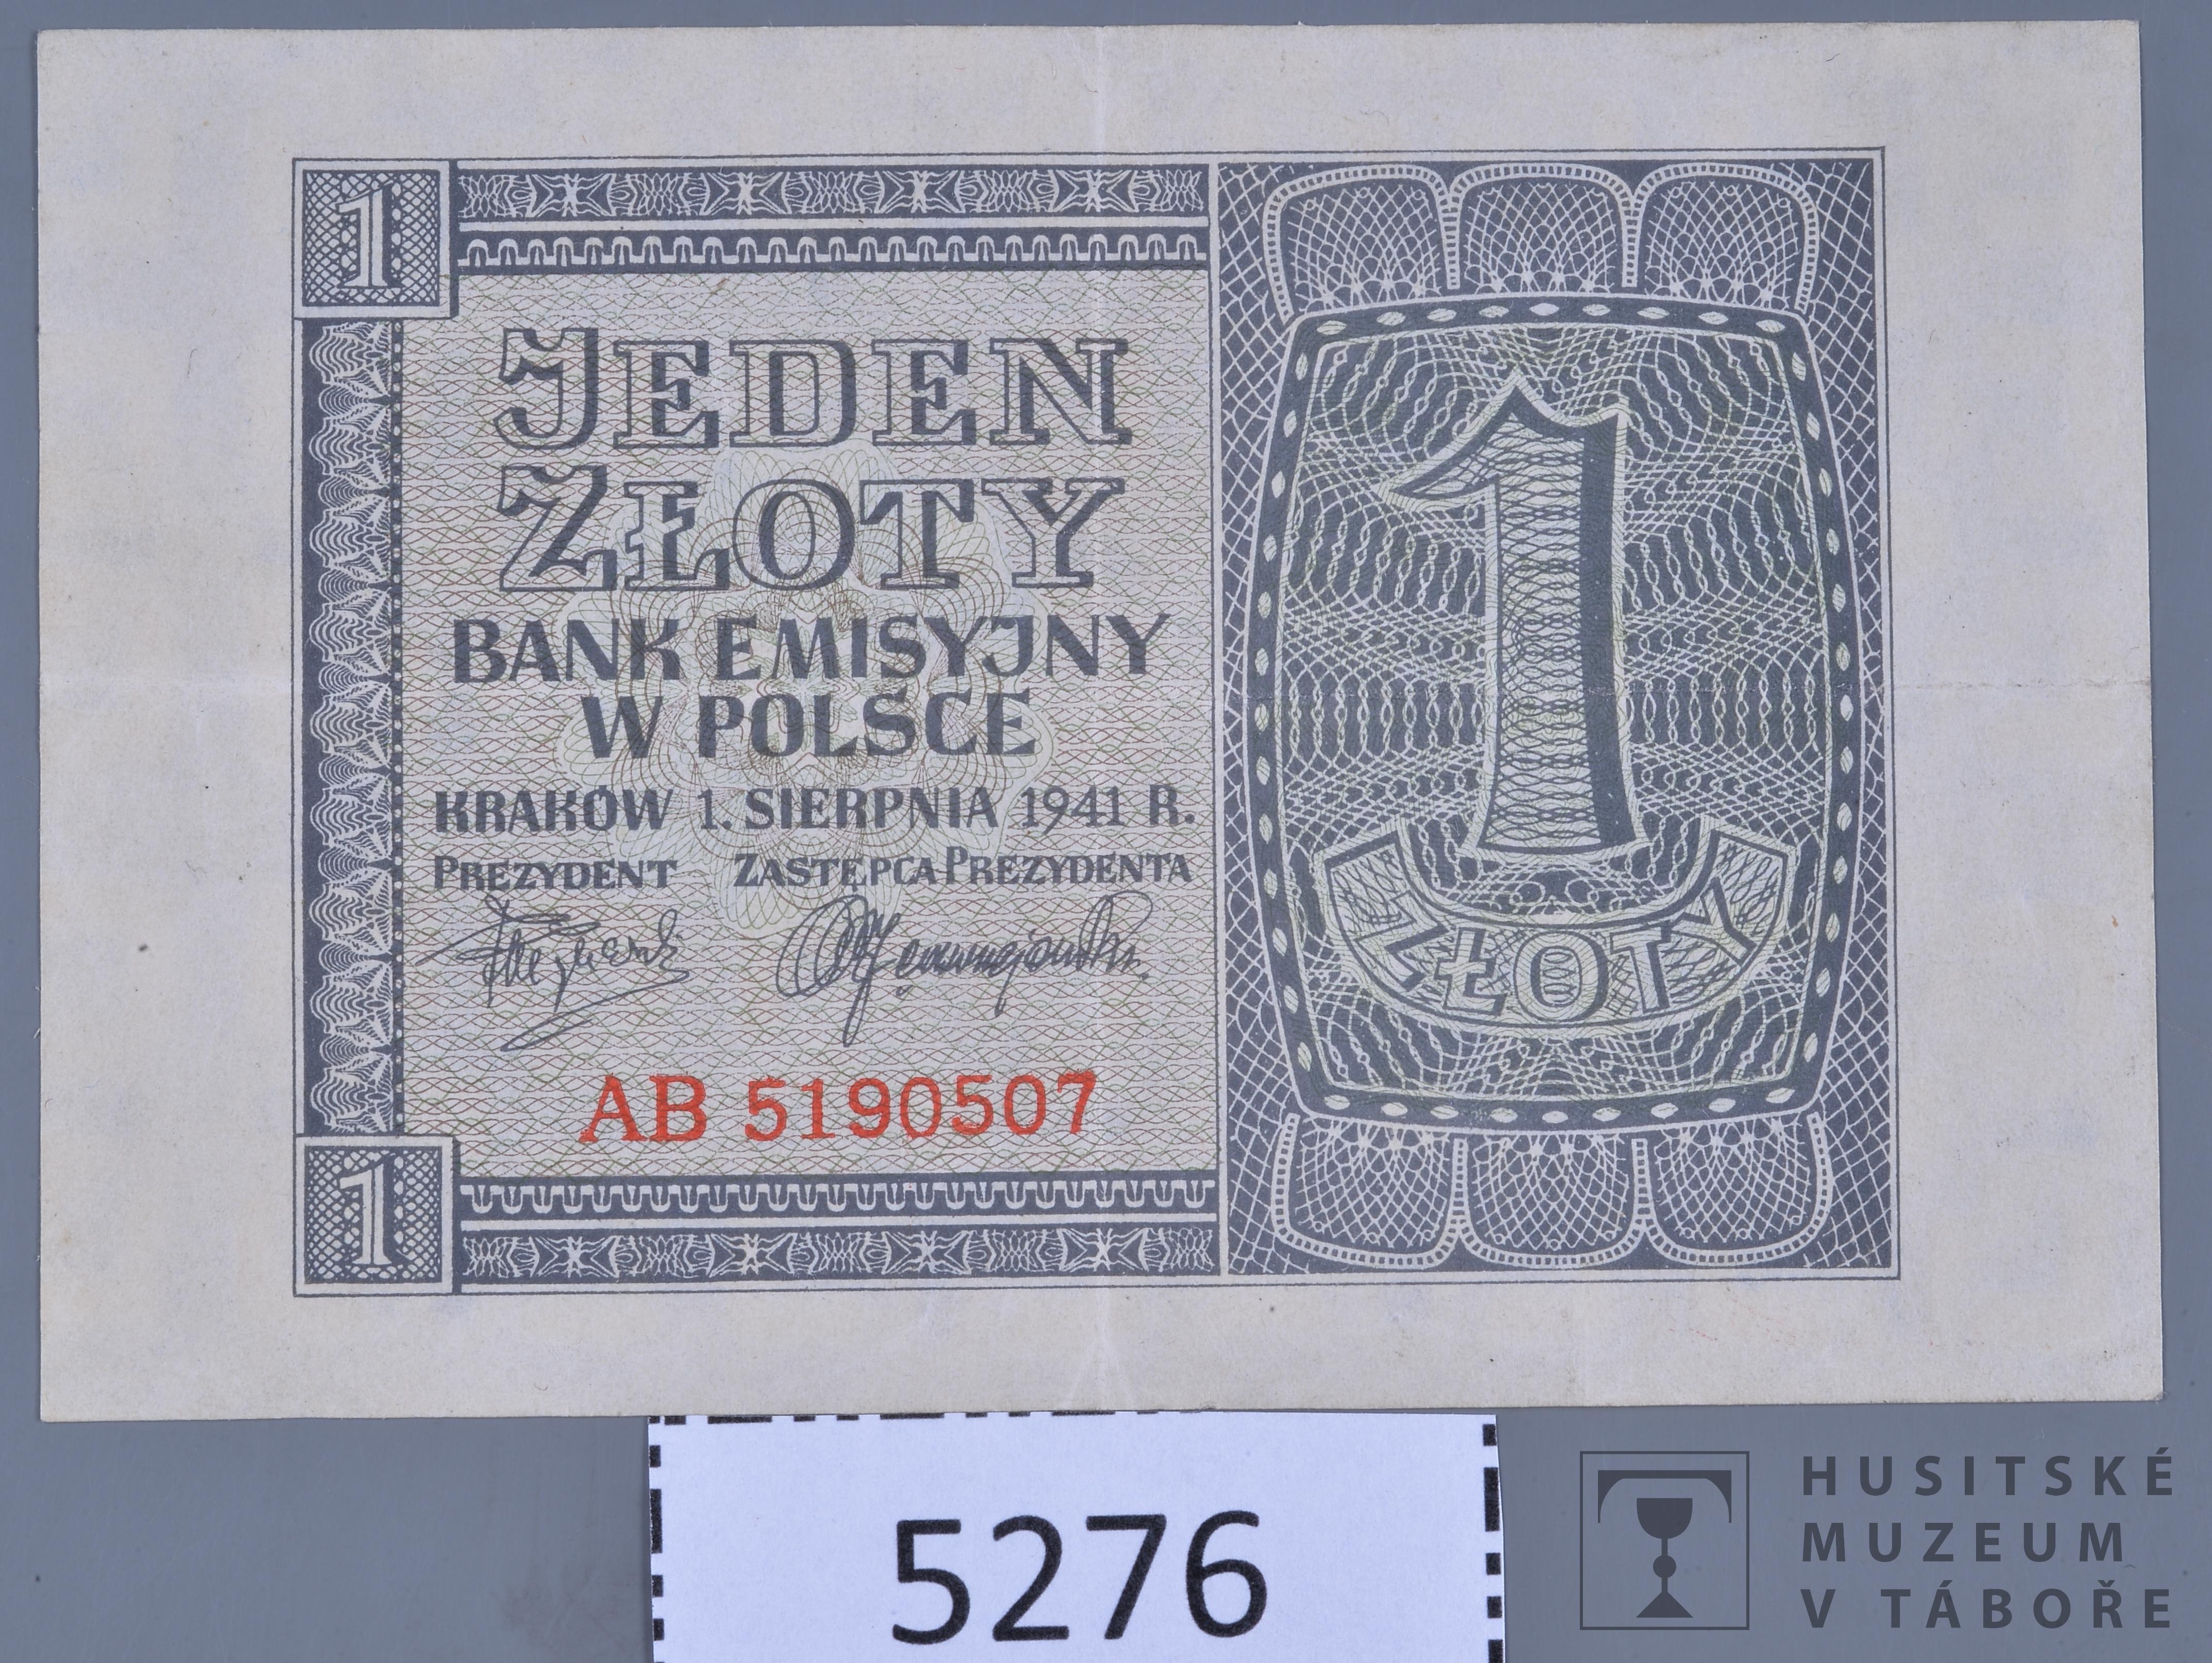 1
JEDEN
ZŁOTY
BANK EMISYJNY
W POLSCE
KRAKÓW 1. SIERPNIA 1941 R.
PREZYDENT ZASTĘPCA PREZYDENTA
AB 5190507
1
1
ZŁOTY
5276
HUSITSKÉ
MUZEUM
V TÁBOŘE